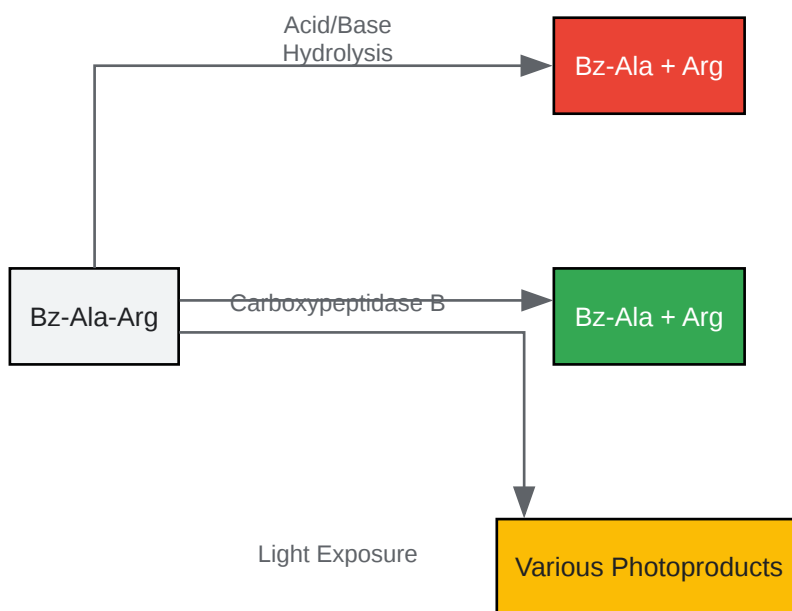 Acid/Base
Hydrolysis
Bz-Ala + Arg
Bz-Ala-Arg
Carboxypeptidase B
Bz-Ala + Arg
Light Exposure
Various Photoproducts